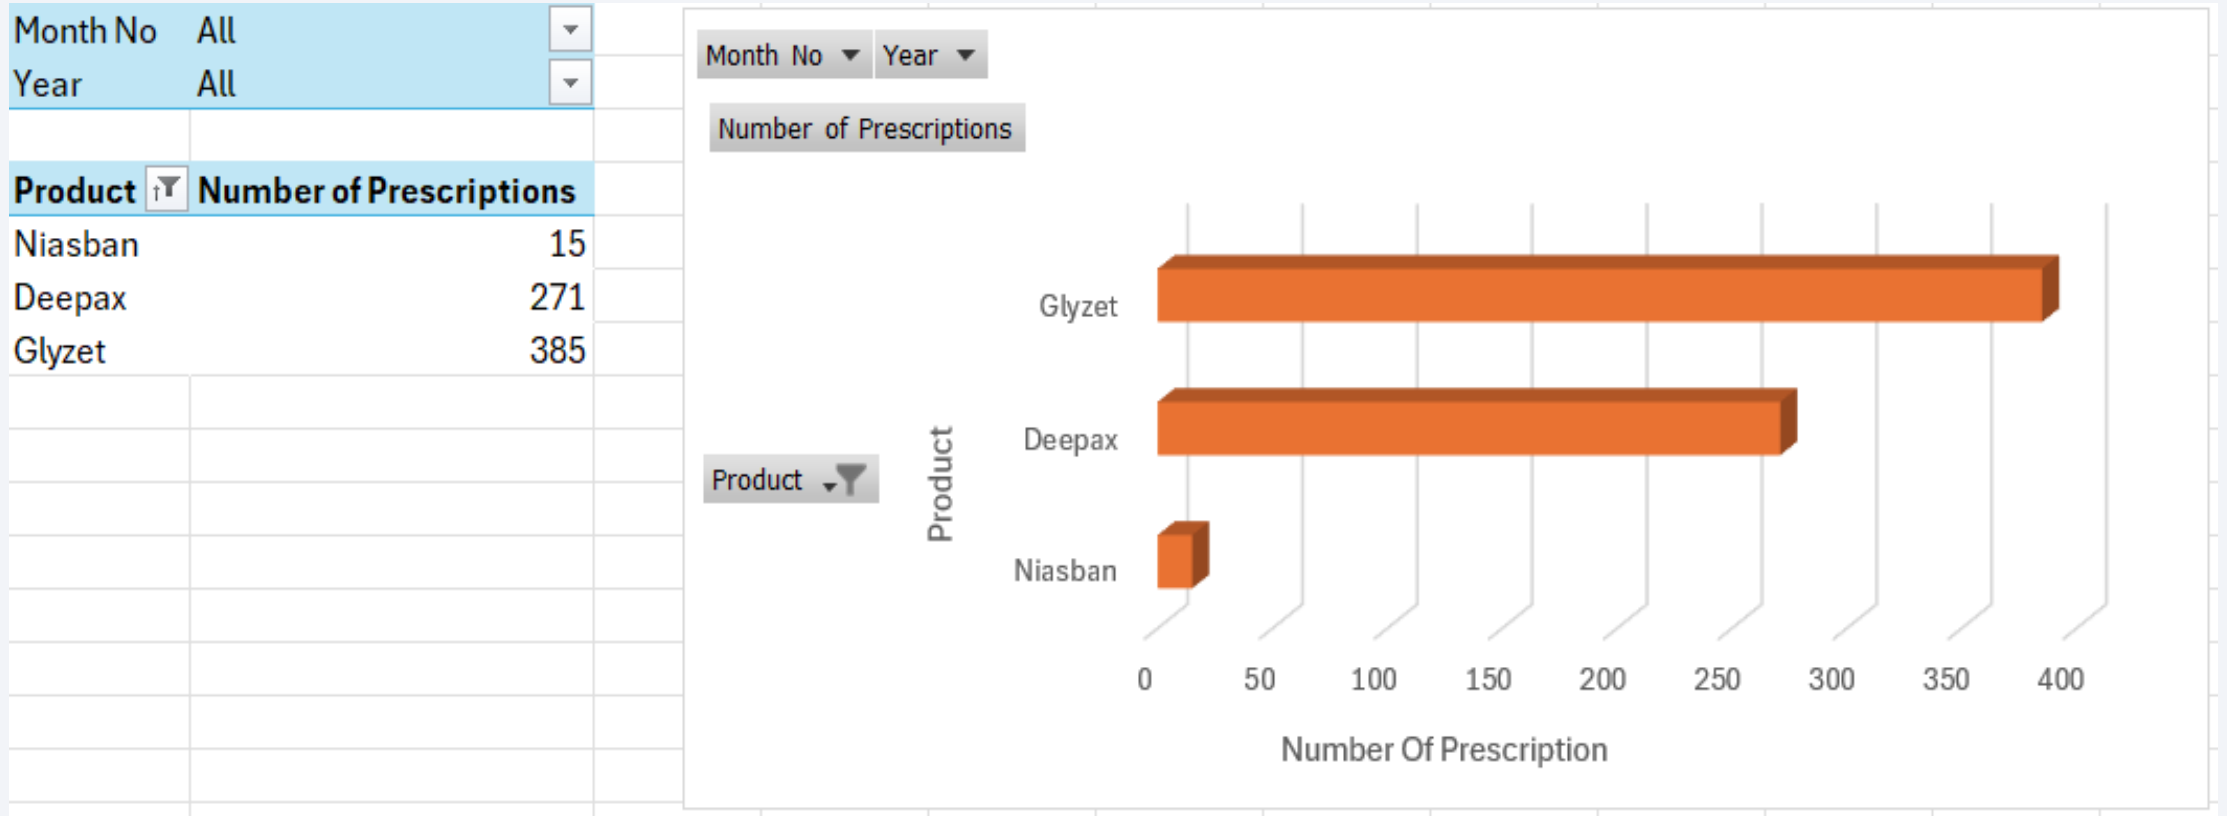 Month No All
Year All
Product Number of Prescriptions
Niasban 15
Deepax 271
Glyzet 385
Month No Year
Number of Prescriptions
Product
Product
Glyzet
Deepax
Niasban
0 50 100 150 200 250 300 350 400
Number Of Prescription